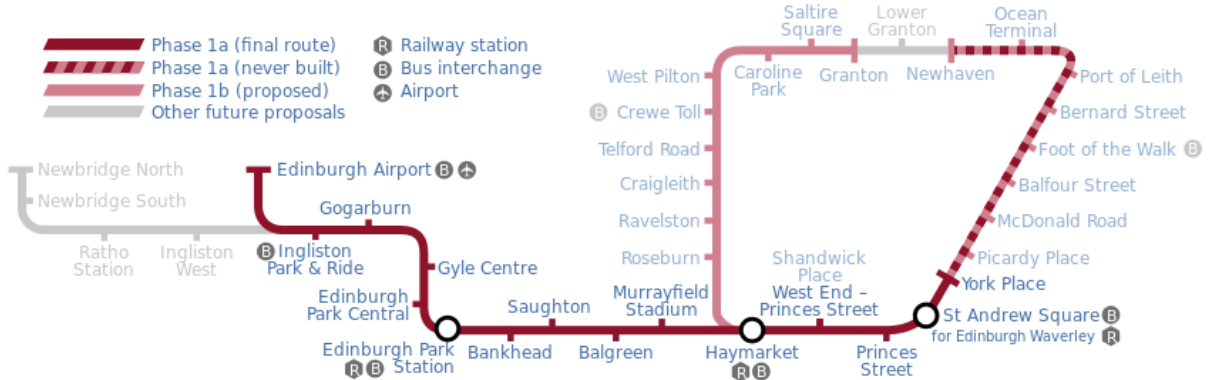 Phase 1a (final route)
Phase 1a (never built)
Phase 1b (proposed)
Other future proposals
R Railway station
B Bus interchange
Airport
Saltire
Square
Lower
Granton
Ocean
Terminal
West Pilton
Caroline
Park
Granton
Newhaven
Port of Leith
B Crewe Toll
Bernard Street
Telford Road
Foot of the Walk B
Craigleith
Balfour Street
Ravelston
McDonald Road
Roseburn
Shandwick
Place
Picardy Place
Newbridge North
Newbridge South
Ratho
Station
Ingliston
West
Edinburgh Airport B
Gogarburn
B Ingliston
Park & Ride
Gyle Centre
Edinburgh
Park Central
Edinburgh Park
R B Station
Bankhead
Saughton
Balgreen
Murrayfield
Stadium
Haymarket
R B
West End –
Princes Street
Princes
Street
York Place
St Andrew Square B
for Edinburgh Waverley R